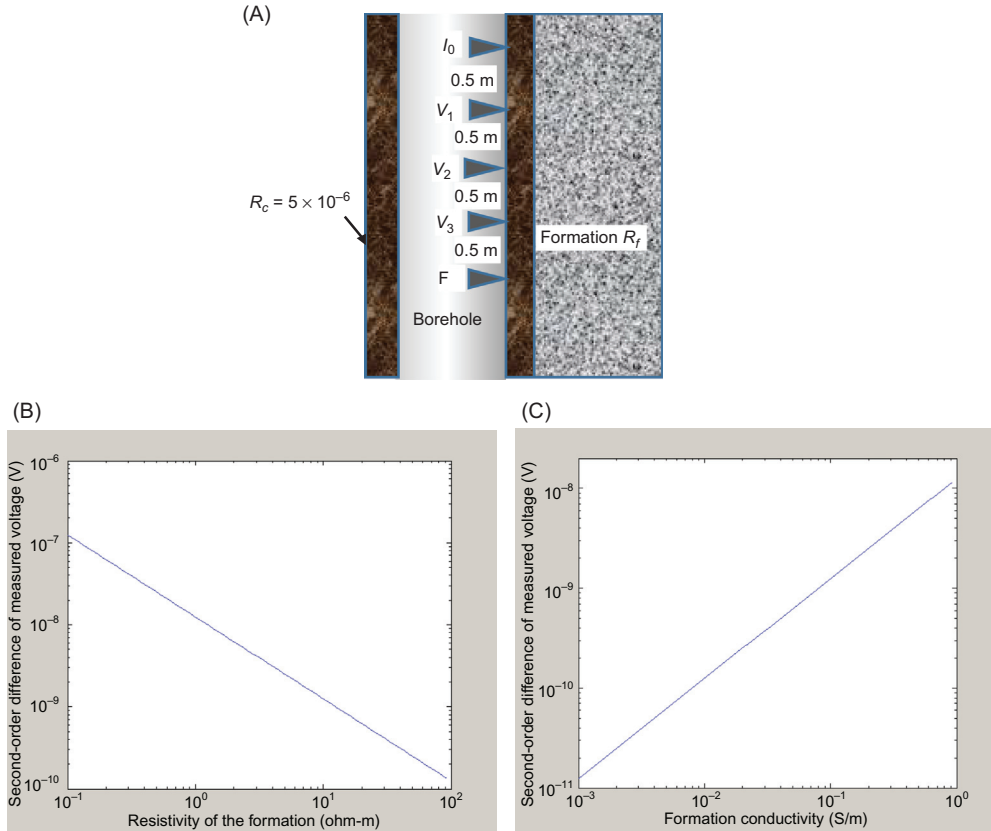 (A)
I₀
0.5 m
V₁
0.5 m
V₂
0.5 m
V₃
0.5 m
F
R_c = 5 × 10⁻⁶
Formation R_f
Borehole
(B)
Second-order difference of measured voltage (V)
10⁻⁶
10⁻⁷
10⁻⁸
10⁻⁹
10⁻¹⁰
10⁻¹ 10⁰ 10¹ 10²
Resistivity of the formation (ohm-m)
(C)
Second-order difference of measured voltage (V)
10⁻⁸
10⁻⁹
10⁻¹⁰
10⁻¹¹
10⁻³ 10⁻² 10⁻¹ 10⁰
Formation conductivity (S/m)